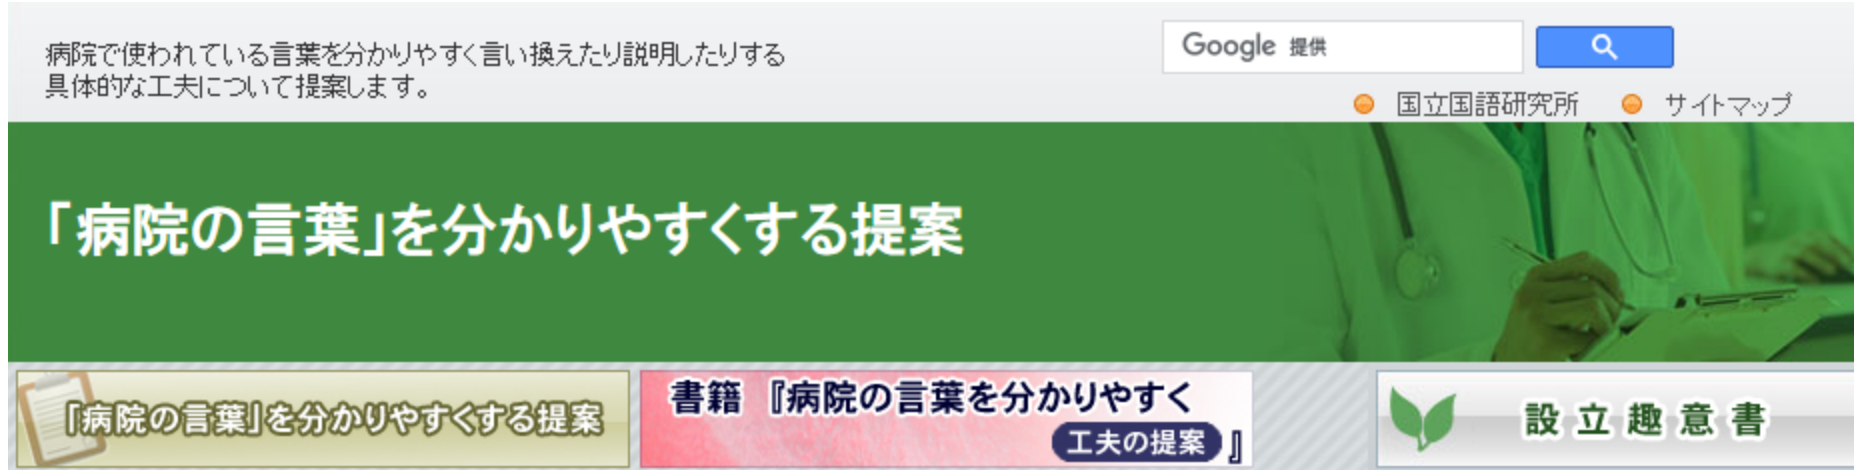 病院で使われている言葉を分かりやすく言い換えたり説明したりする
具体的な工夫について提案します。
Google 提供
国立国語研究所 サイトマップ
「病院の言葉」を分かりやすくする提案
「病院の言葉」を分かりやすくする提案
書籍 『病院の言葉を分かりやすく
工夫の提案』
設立趣意書